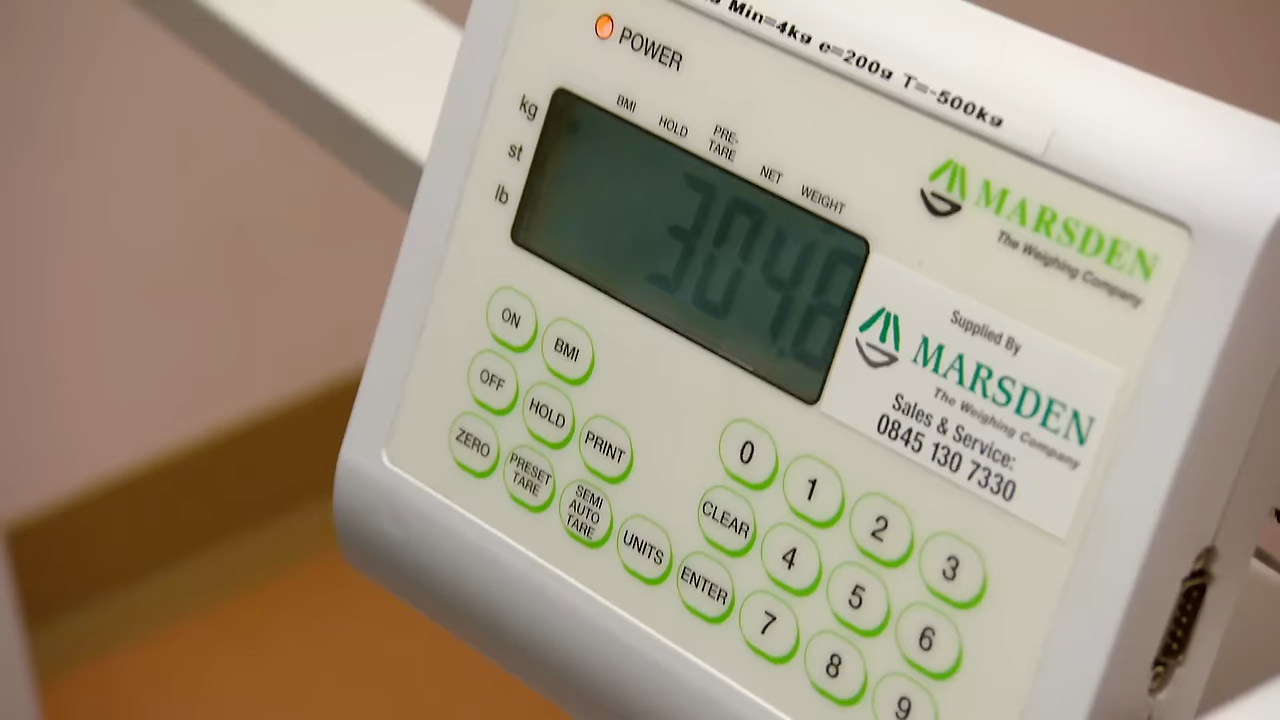 Min=4kg e=200g T=-500kg
POWER
kg
st
lb
BMI
HOLD
PRE-
TARE
NET
WEIGHT
304.8
MARSDEN
The Weighing Company
Supplied By
MARSDEN
The Weighing Company
Sales & Service:
0845 130 7330
ON
BMI
OFF
HOLD
PRINT
ZERO
PRESET
TARE
SEMI
AUTO
TARE
UNITS
0
1
2
3
CLEAR
4
5
6
ENTER
7
8
9